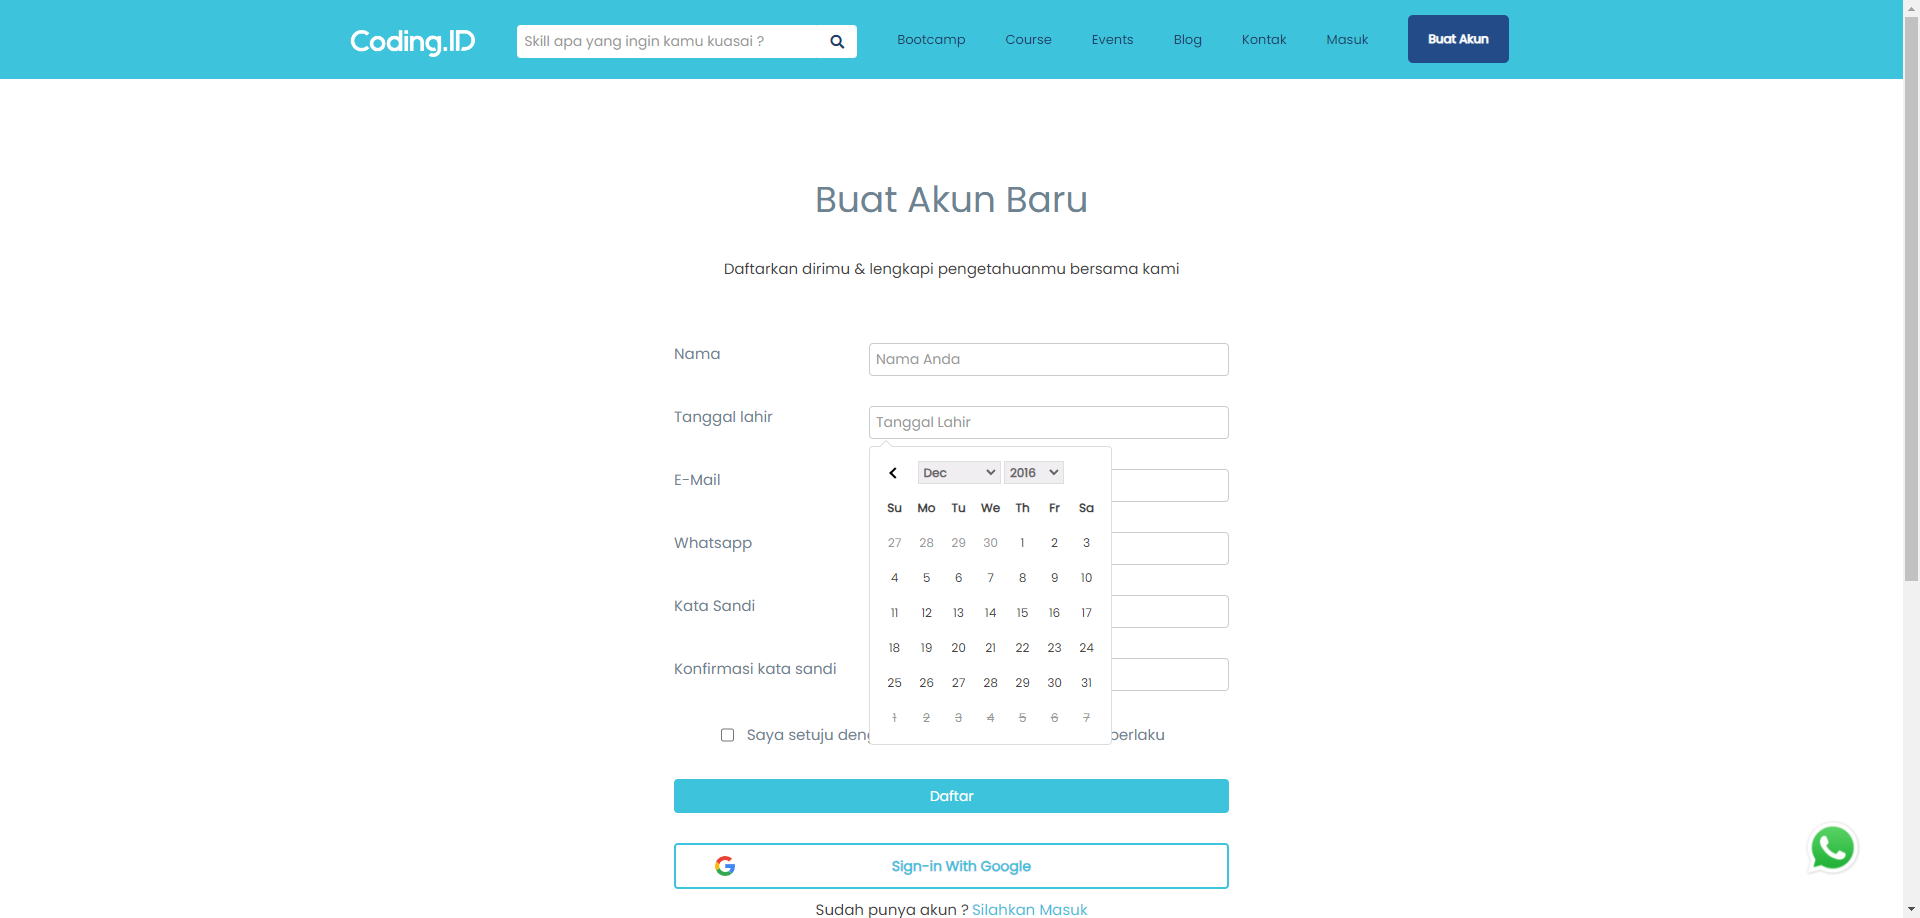 Coding.ID
Skill apa yang ingin kamu kuasai ?
Bootcamp
Course
Events
Blog
Kontak
Masuk
Buat Akun
Buat Akun Baru
Daftarkan dirimu & lengkapi pengetahuanmu bersama kami
Nama
Nama Anda
Tanggal lahir
Tanggal Lahir
Dec 2016
Su Mo Tu We Th Fr Sa
27 28 29 30 1 2 3
4 5 6 7 8 9 10
11 12 13 14 15 16 17
18 19 20 21 22 23 24
25 26 27 28 29 30 31
1 2 3 4 5 6 7
E-Mail
Whatsapp
Kata Sandi
Konfirmasi kata sandi
Saya setuju deng berlaku
Daftar
Sign-in With Google
Sudah punya akun ? Silahkan Masuk